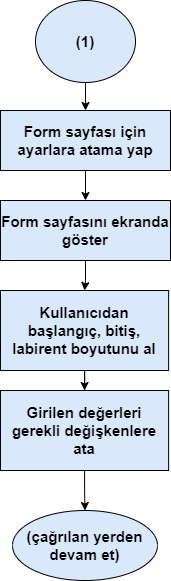 (1)
Form sayfası için
ayarlara atama yap
Form sayfasını ekranda
göster
Kullanıcıdan
başlangıç, bitiş,
labirent boyutunu al
Girilen değerleri
gerekli değişkenlere
ata
(çağrılan yerden
devam et)